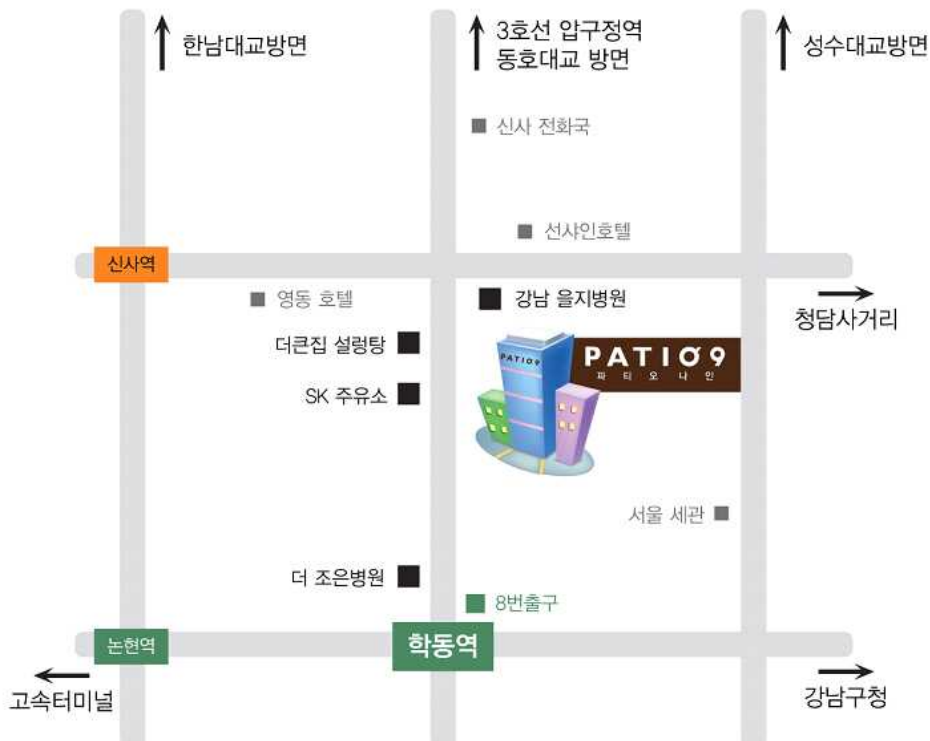 한남대교방면
3호선 압구정역
동호대교 방면
성수대교방면
신사 전화국
선샤인호텔
신사역
영동 호텔
강남 을지병원
청담사거리
더큰집 설렁탕
PATIO9
PATIO9
파티오나인
SK 주유소
서울 세관
더 조은병원
8번출구
논현역
학동역
고속터미널
강남구청